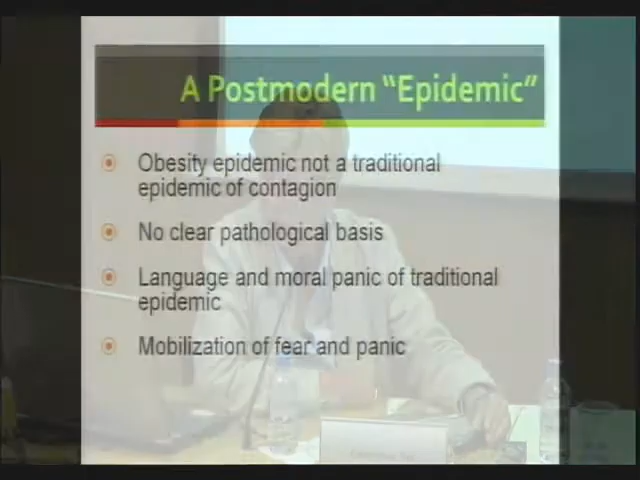 A Postmodern “Epidemic”
Obesity epidemic not a traditional
epidemic of contagion
No clear pathological basis
Language and moral panic of traditional
epidemic
Mobilization of fear and panic